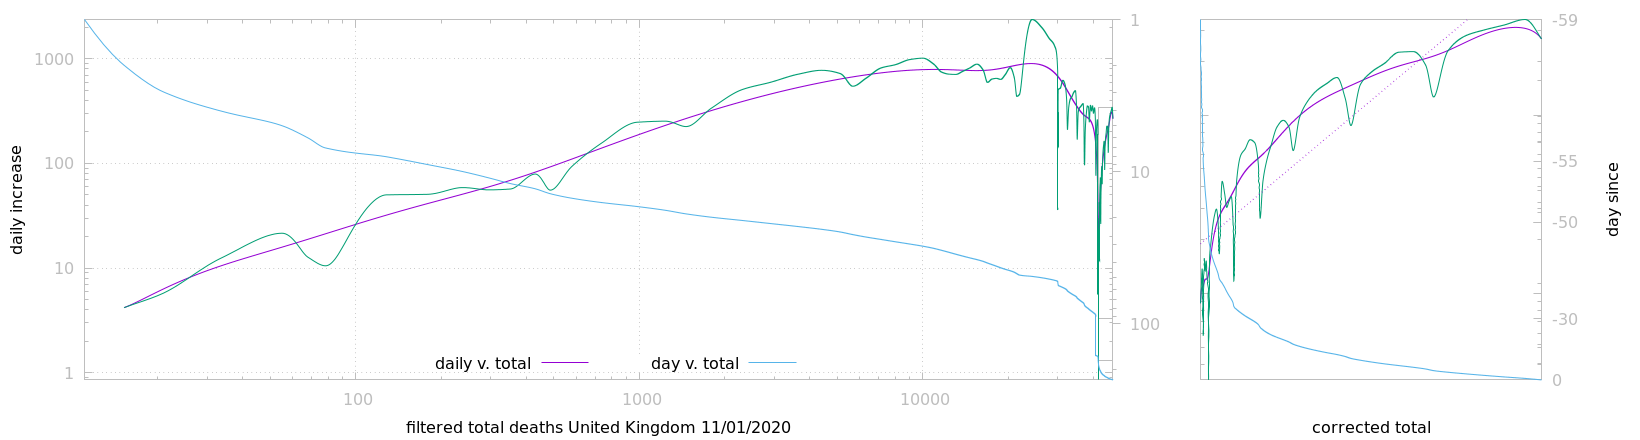 1000
100
10
1
daily increase
100
1000
10000
1
10
100
daily v. total
day v. total
filtered total deaths United Kingdom 11/01/2020
-59
-55
-50
-30
0
day since
corrected total